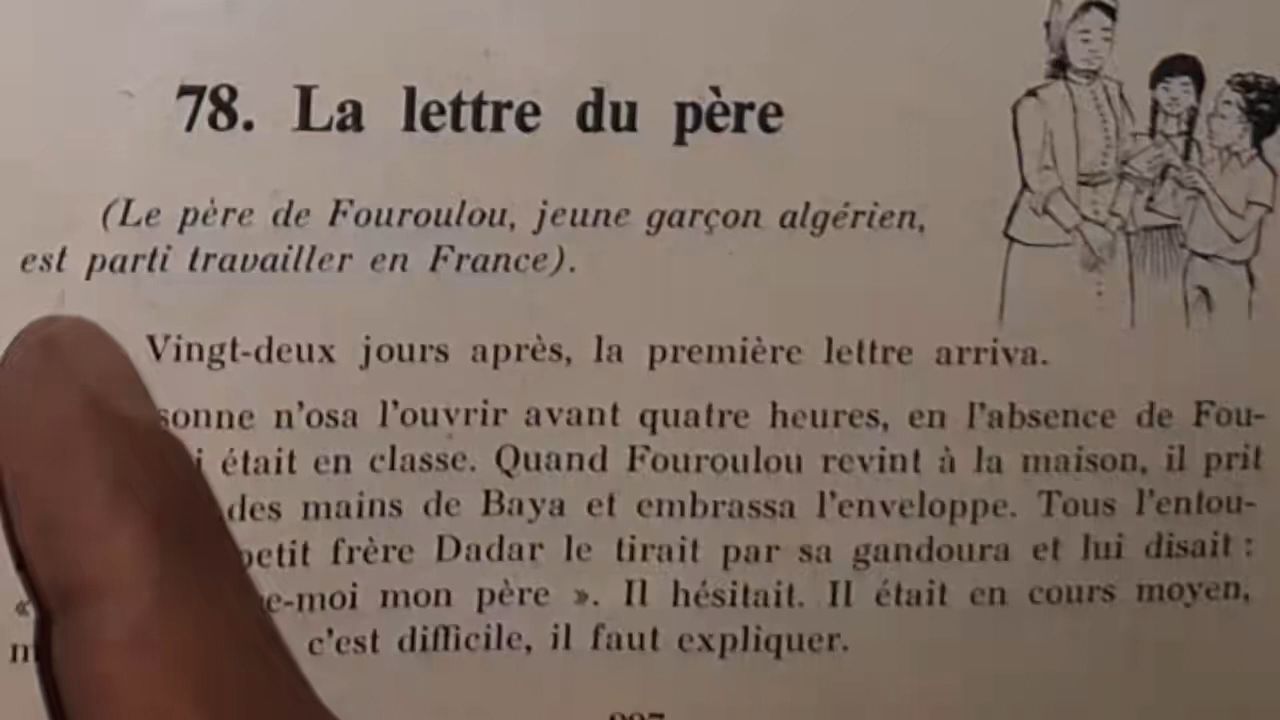 78. La lettre du père
(Le père de Fouroulou, jeune garçon algérien,
est parti travailler en France).
Vingt-deux jours après, la première lettre arriva.
n'osa l'ouvrir avant quatre heures, en l'absence de Fou-
était en classe. Quand Fouroulou revint à la maison, il prit
des mains de Baya et embrassa l'enveloppe. Tous l'entou-
petit frère Dadar le tirait par sa gandoura et lui disait :
« e-moi mon père ». Il hésitait. Il était en cours moyen,
c'est difficile, il faut expliquer.